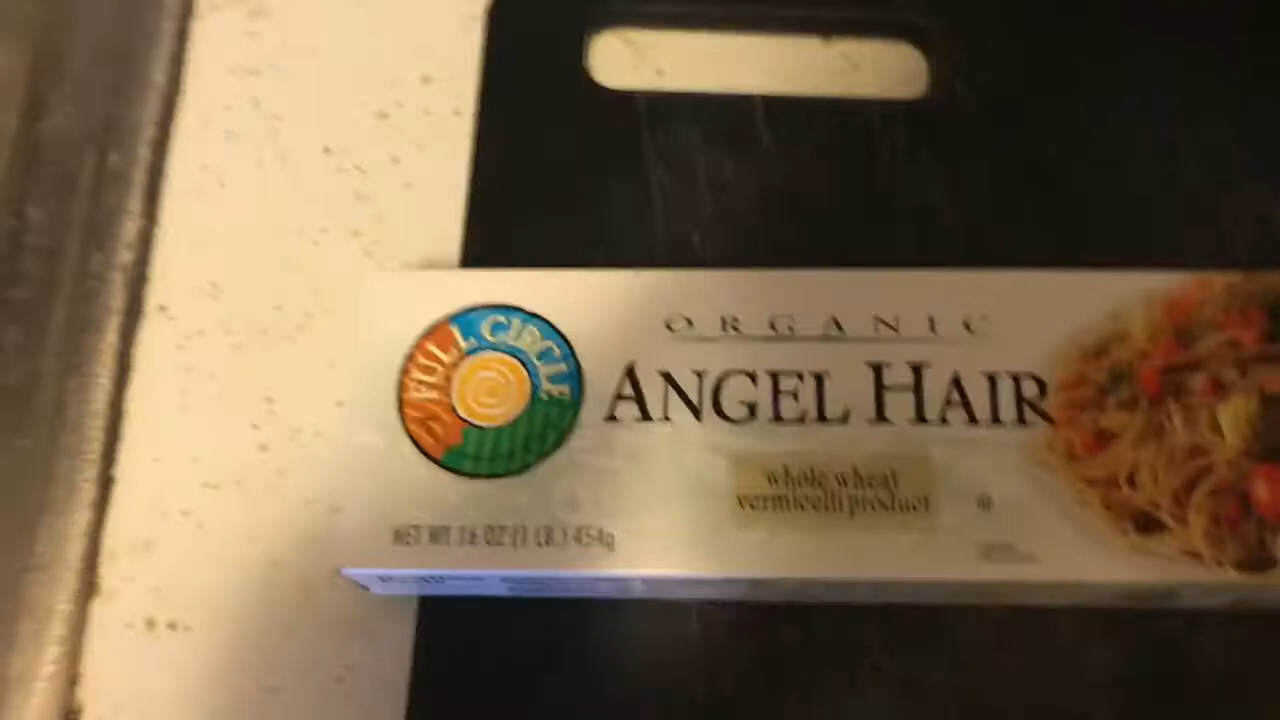 FULL CIRCLE
ORGANIC
ANGEL HAIR
whole wheat
vermicelli product
NET WT. 16 OZ (1 LB.) 454g